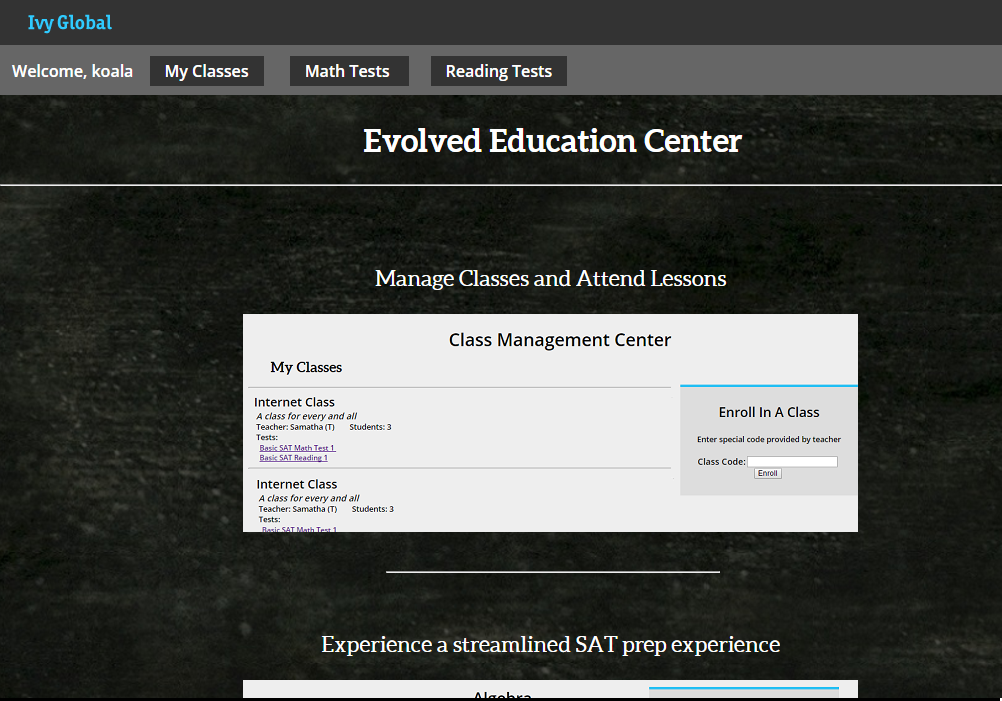 Ivy Global
Welcome, koala My Classes Math Tests Reading Tests
Evolved Education Center
Manage Classes and Attend Lessons
Class Management Center
My Classes
Internet Class
A class for every and all
Teacher: Samatha (T) Students: 3
Tests:
Basic SAT Math Test 1
Basic SAT Reading 1
Internet Class
A class for every and all
Teacher: Samatha (T) Students: 3
Tests:
Basic SAT Math Test 1
Enroll In A Class
Enter special code provided by teacher
Class Code:
Enroll
Experience a streamlined SAT prep experience
Algebra